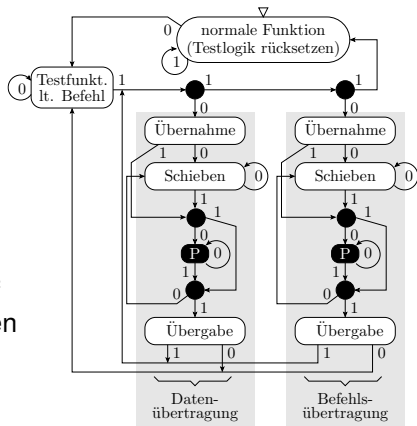 normale Funktion
(Testlogik rücksetzen)
0
1
Testfunkt.
lt. Befehl
0
1
1
1
0
0
Übernahme
Übernahme
1
0
1
0
Schieben
0
Schieben
0
1
1
1
1
0
0
P
0
P
0
0
0
1
1
Übergabe
Übergabe
en
1
0
1
0
Daten-
übertragung
Befehls-
übertragung